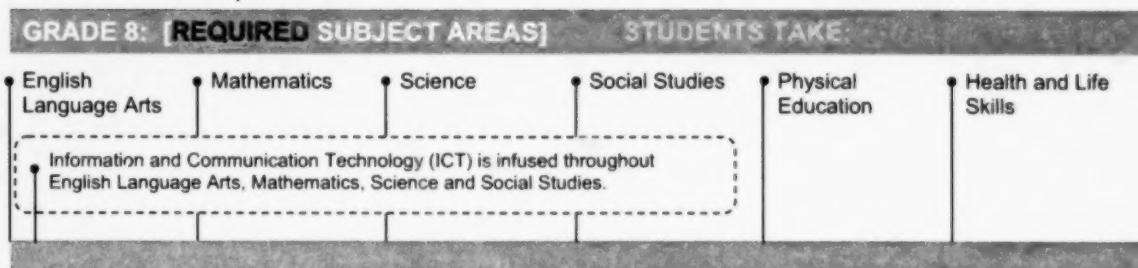 GRADE 8: [REQUIRED SUBJECT AREAS] STUDENTS TAKE:
English
Language Arts
Mathematics
Science
Social Studies
Physical
Education
Health and Life
Skills
Information and Communication Technology (ICT) is infused throughout
English Language Arts, Mathematics, Science and Social Studies.